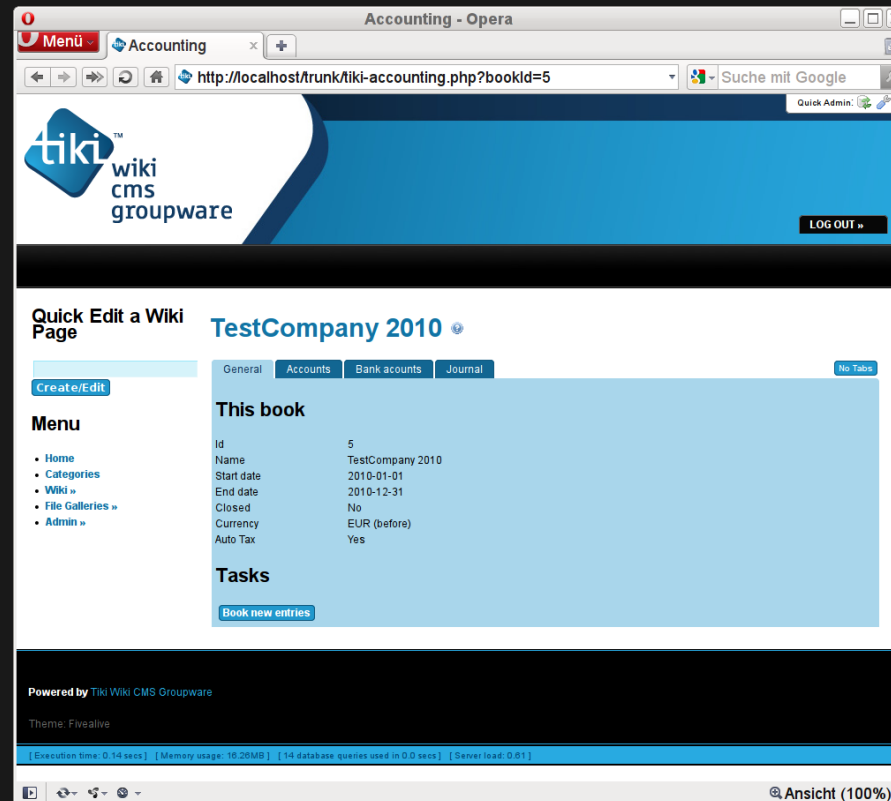 Accounting - Opera
Menü
Accounting
http://localhost/trunk/tiki-accounting.php?bookId=5
Suche mit Google
Quick Admin:
tiki™
wiki
cms
groupware
LOG OUT »
Quick Edit a Wiki
Page
Create/Edit
Menu
Home
Categories
Wiki »
File Galleries »
Admin »
TestCompany 2010
General Accounts Bank acounts Journal No Tabs
This book
Id 5
Name TestCompany 2010
Start date 2010-01-01
End date 2010-12-31
Closed No
Currency EUR (before)
Auto Tax Yes
Tasks
Book new entries
Powered by Tiki Wiki CMS Groupware
Theme: Fivealive
[ Execution time: 0.14 secs ] [ Memory usage: 16.26MB ] [ 14 database queries used in 0.0 secs ] [ Server load: 0.61 ]
Ansicht (100%)